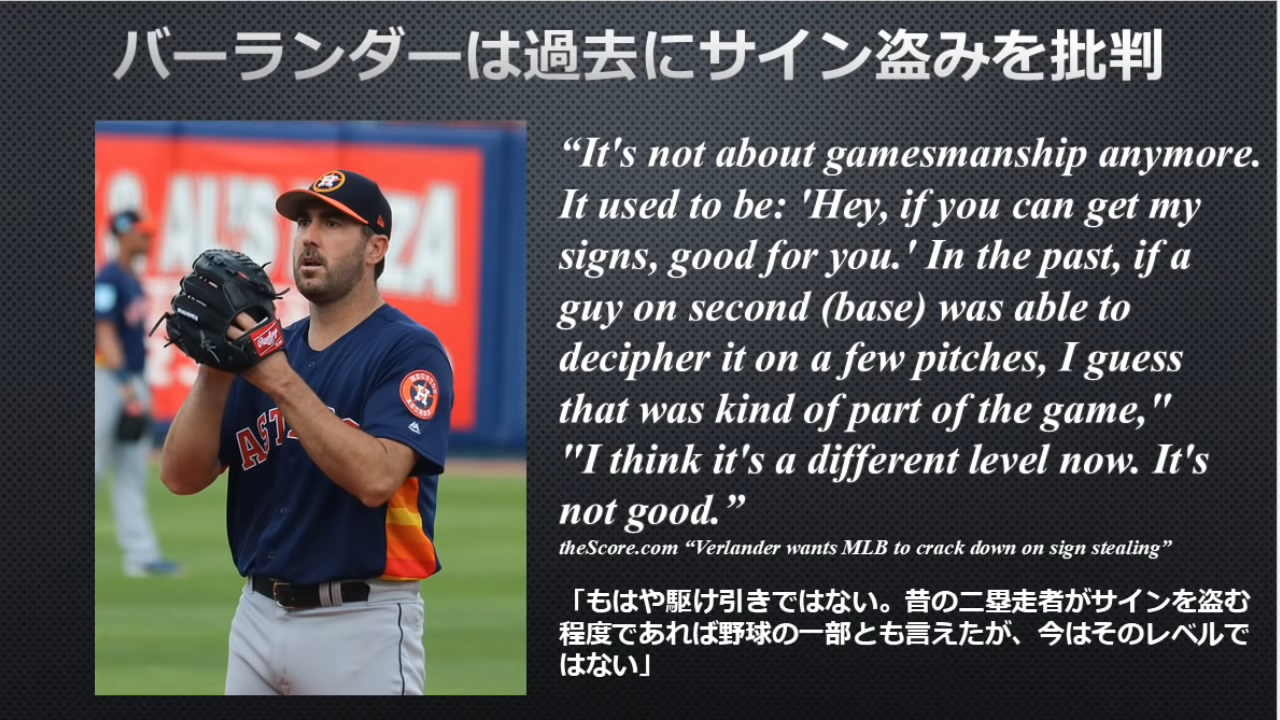 バーランダーは過去にサイン盗みを批判
“It's not about gamesmanship anymore.
It used to be: 'Hey, if you can get my
signs, good for you.' In the past, if a
guy on second (base) was able to
decipher it on a few pitches, I guess
that was kind of part of the game,"
"I think it's a different level now. It's
not good.”
theScore.com “Verlander wants MLB to crack down on sign stealing”
「もはや駆け引きではない。昔の二塁走者がサインを盗む
程度であれば野球の一部とも言えたが、今はそのレベルで
はない」
HOUSTON
ASTROS
Rawlings